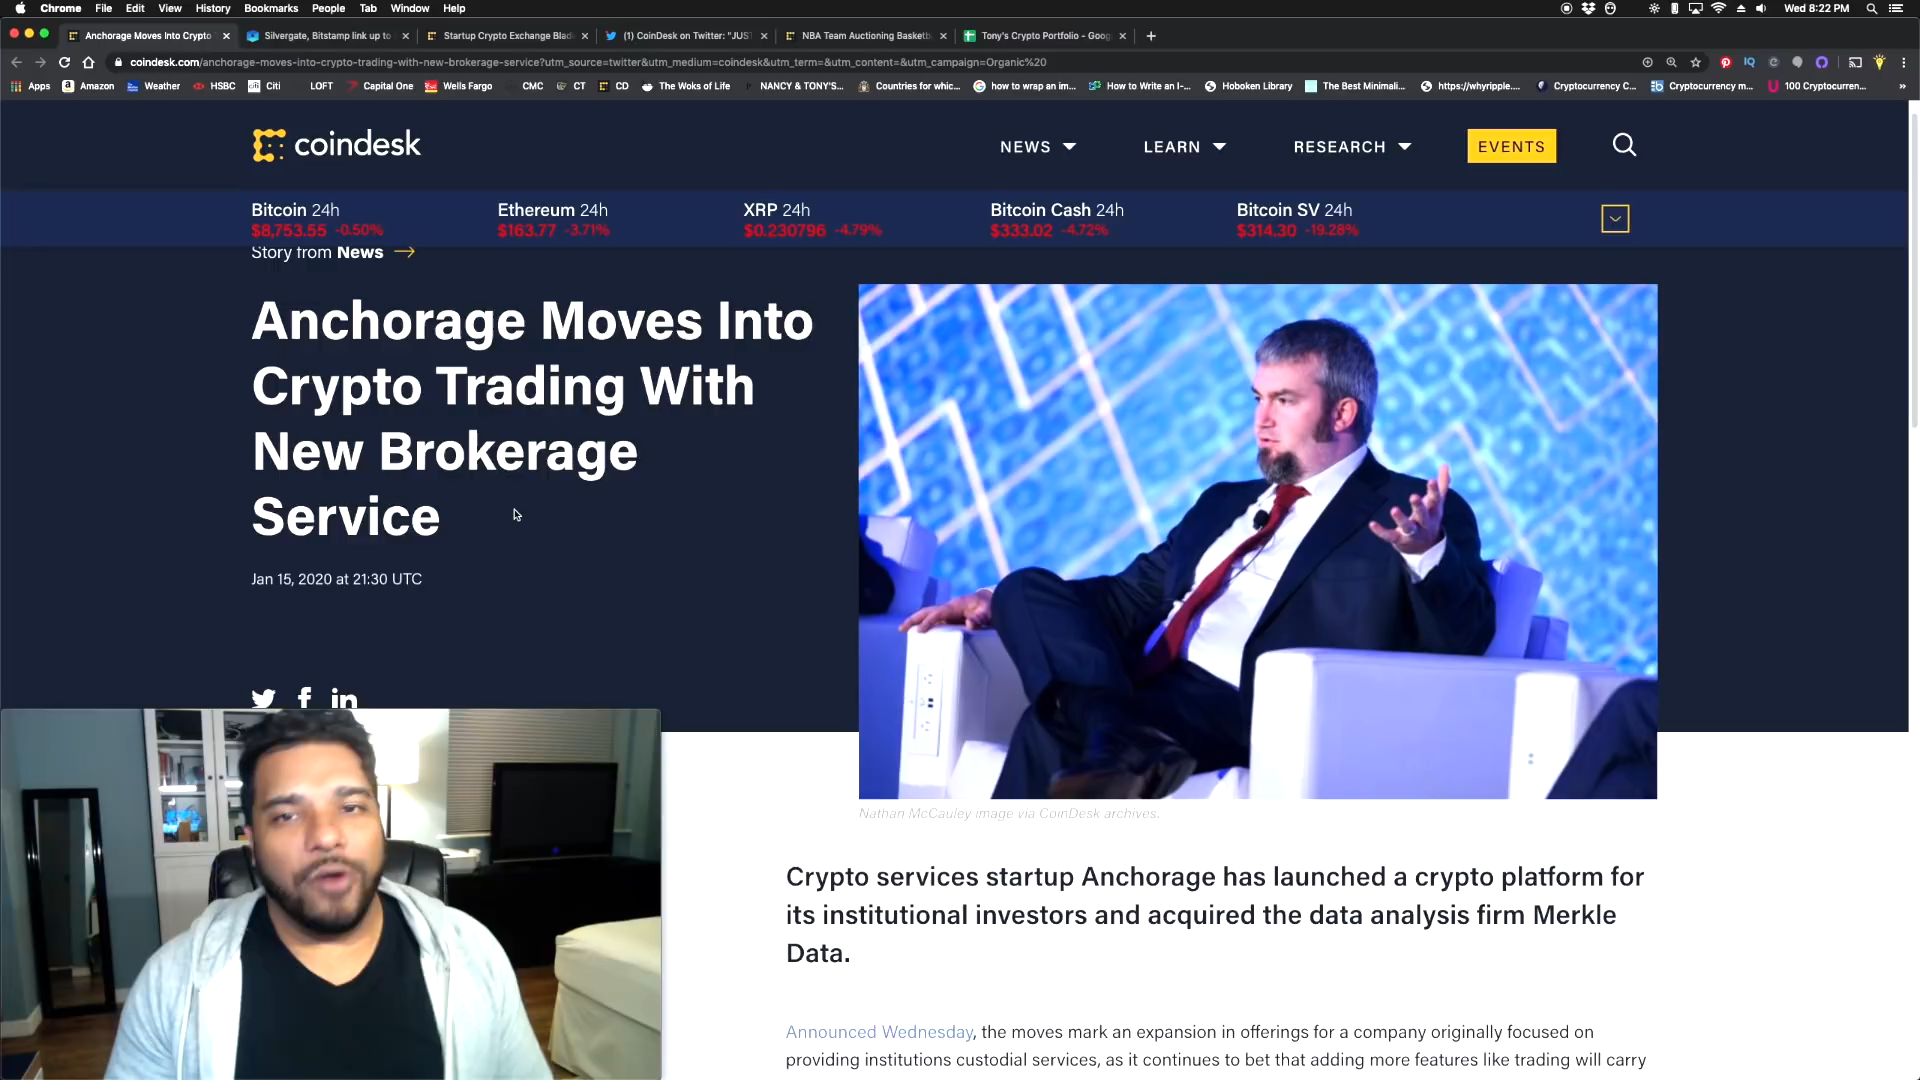 Chrome File Edit View History Bookmarks People Tab Window Help Wed 8:22 PM
Anchorage Moves Into Crypto Silvergate, Bitstamp link up to Startup Crypto Exchange Blad (1) CoinDesk on Twitter: "JUS NBA Team Auctioning Basketb Tony's Crypto Portfolio - Goog
coindesk.com/anchorage-moves-into-crypto-trading-with-new-brokerage-service?utm_source=twitter&utm_medium=coindesk&utm_term=&utm_content=&utm_campaign=Organic%20
Apps Amazon Weather HSBC Citi LOFT Capital One Wells Fargo CMC CT CD The Woks of Life NANCY & TONY'S... Countries for whic... how to wrap an im... How to Write an I-... Hoboken Library The Best Minimali... https://whyripple.... Cryptocurrency C... Cryptocurrency m... 100 Cryptocurren...
coindesk NEWS LEARN RESEARCH EVENTS
Bitcoin 24h Ethereum 24h XRP 24h Bitcoin Cash 24h Bitcoin SV 24h
$8,753.55 -0.50% $163.77 -3.71% $0.230796 -4.79% $333.02 -4.72% $314.30 -19.28%
Story from News
Anchorage Moves Into
Crypto Trading With
New Brokerage
Service
Jan 15, 2020 at 21:30 UTC
Nathan McCauley image via CoinDesk archives.
Crypto services startup Anchorage has launched a crypto platform for
its institutional investors and acquired the data analysis firm Merkle
Data.
Announced Wednesday, the moves mark an expansion in offerings for a company originally focused on
providing institutions custodial services, as it continues to bet that adding more features like trading will carry